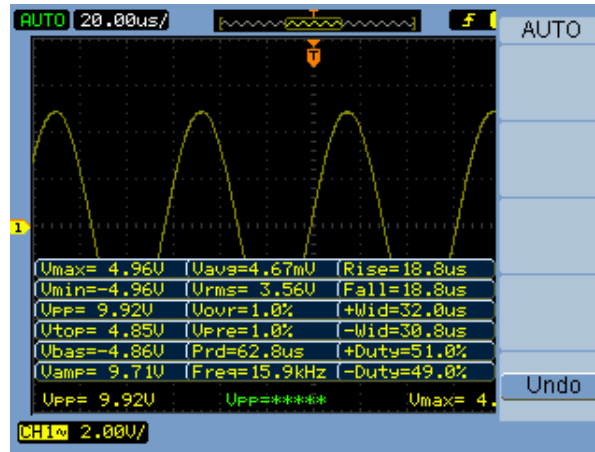 AUTO 20.00us/
AUTO
T
1
Vmax= 4.96V Vavg=4.67mV Rise=18.8us
Vmin=-4.96V Vrms= 3.56V Fall=18.8us
Vpp= 9.92V Vovr=1.0% +Wid=32.0us
Vtop= 4.85V Vpre=1.0% -Wid=30.8us
Vbas=-4.86V Prd=62.8us +Duty=51.0%
Vamp= 9.71V Freq=15.9kHz -Duty=49.0%
Vpp= 9.92V Vpp=***** Vmax= 4.
Undo
CH1~ 2.00V/